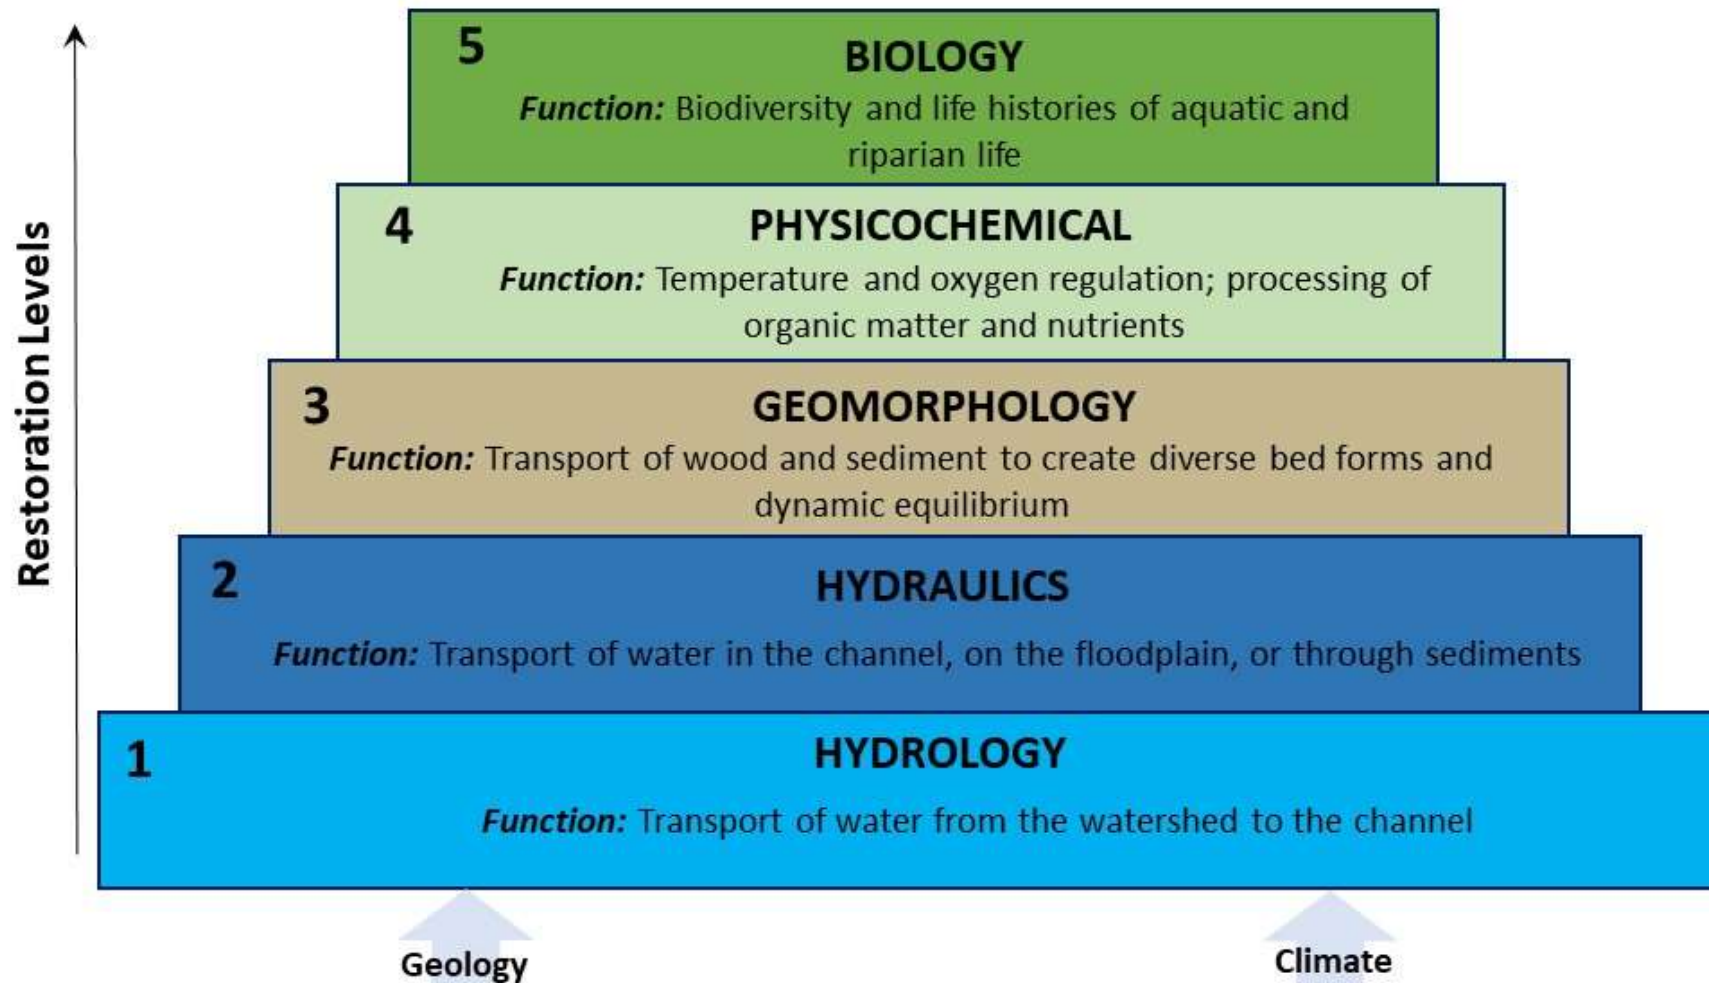 Restoration Levels
5
BIOLOGY
Function: Biodiversity and life histories of aquatic and
riparian life
4
PHYSICOCHEMICAL
Function: Temperature and oxygen regulation; processing of
organic matter and nutrients
3
GEOMORPHOLOGY
Function: Transport of wood and sediment to create diverse bed forms and
dynamic equilibrium
2
HYDRAULICS
Function: Transport of water in the channel, on the floodplain, or through sediments
1
HYDROLOGY
Function: Transport of water from the watershed to the channel
Geology
Climate